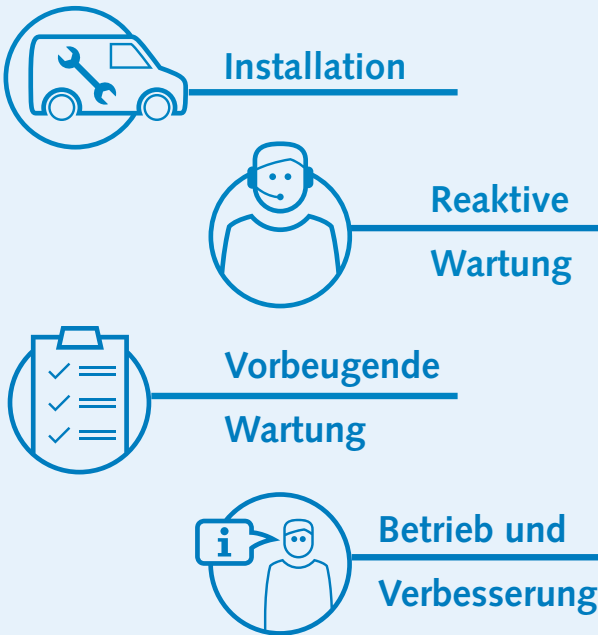 Installation
Reaktive
Wartung
Vorbeugende
Wartung
i
Betrieb und
Verbesserung